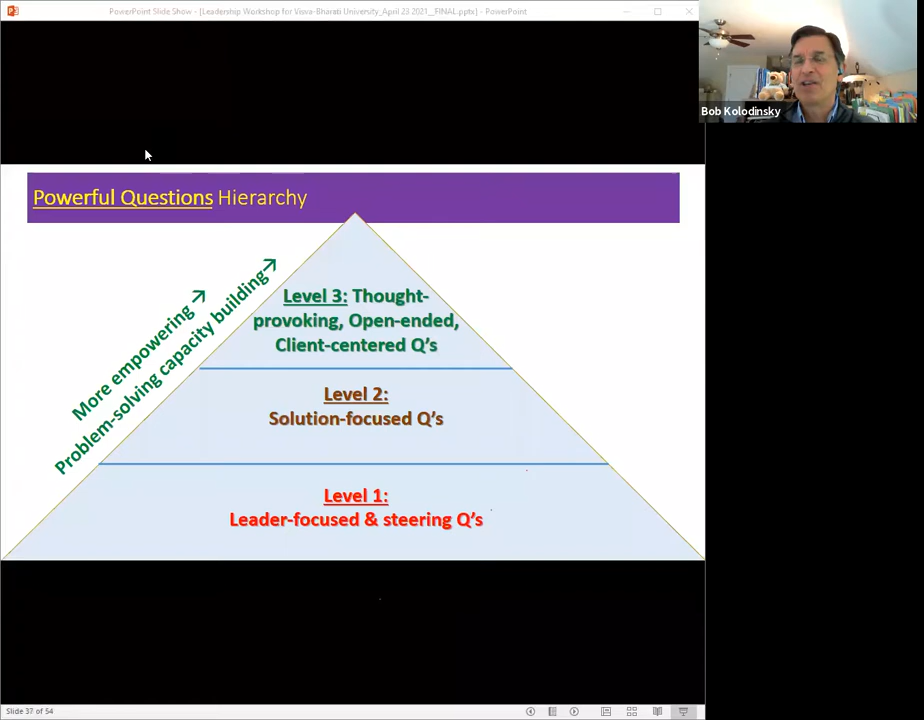 PowerPoint Slide Show - [Leadership Workshop for Visva-Bharati University_April 23 2021__FINAL.pptx] - PowerPoint
Bob Kolodinsky
Powerful Questions Hierarchy
More empowering →
Problem-solving capacity building→
Level 3: Thought-
provoking, Open-ended,
Client-centered Q's
Level 2:
Solution-focused Q's
Level 1:
Leader-focused & steering Q's
Slide 37 of 54